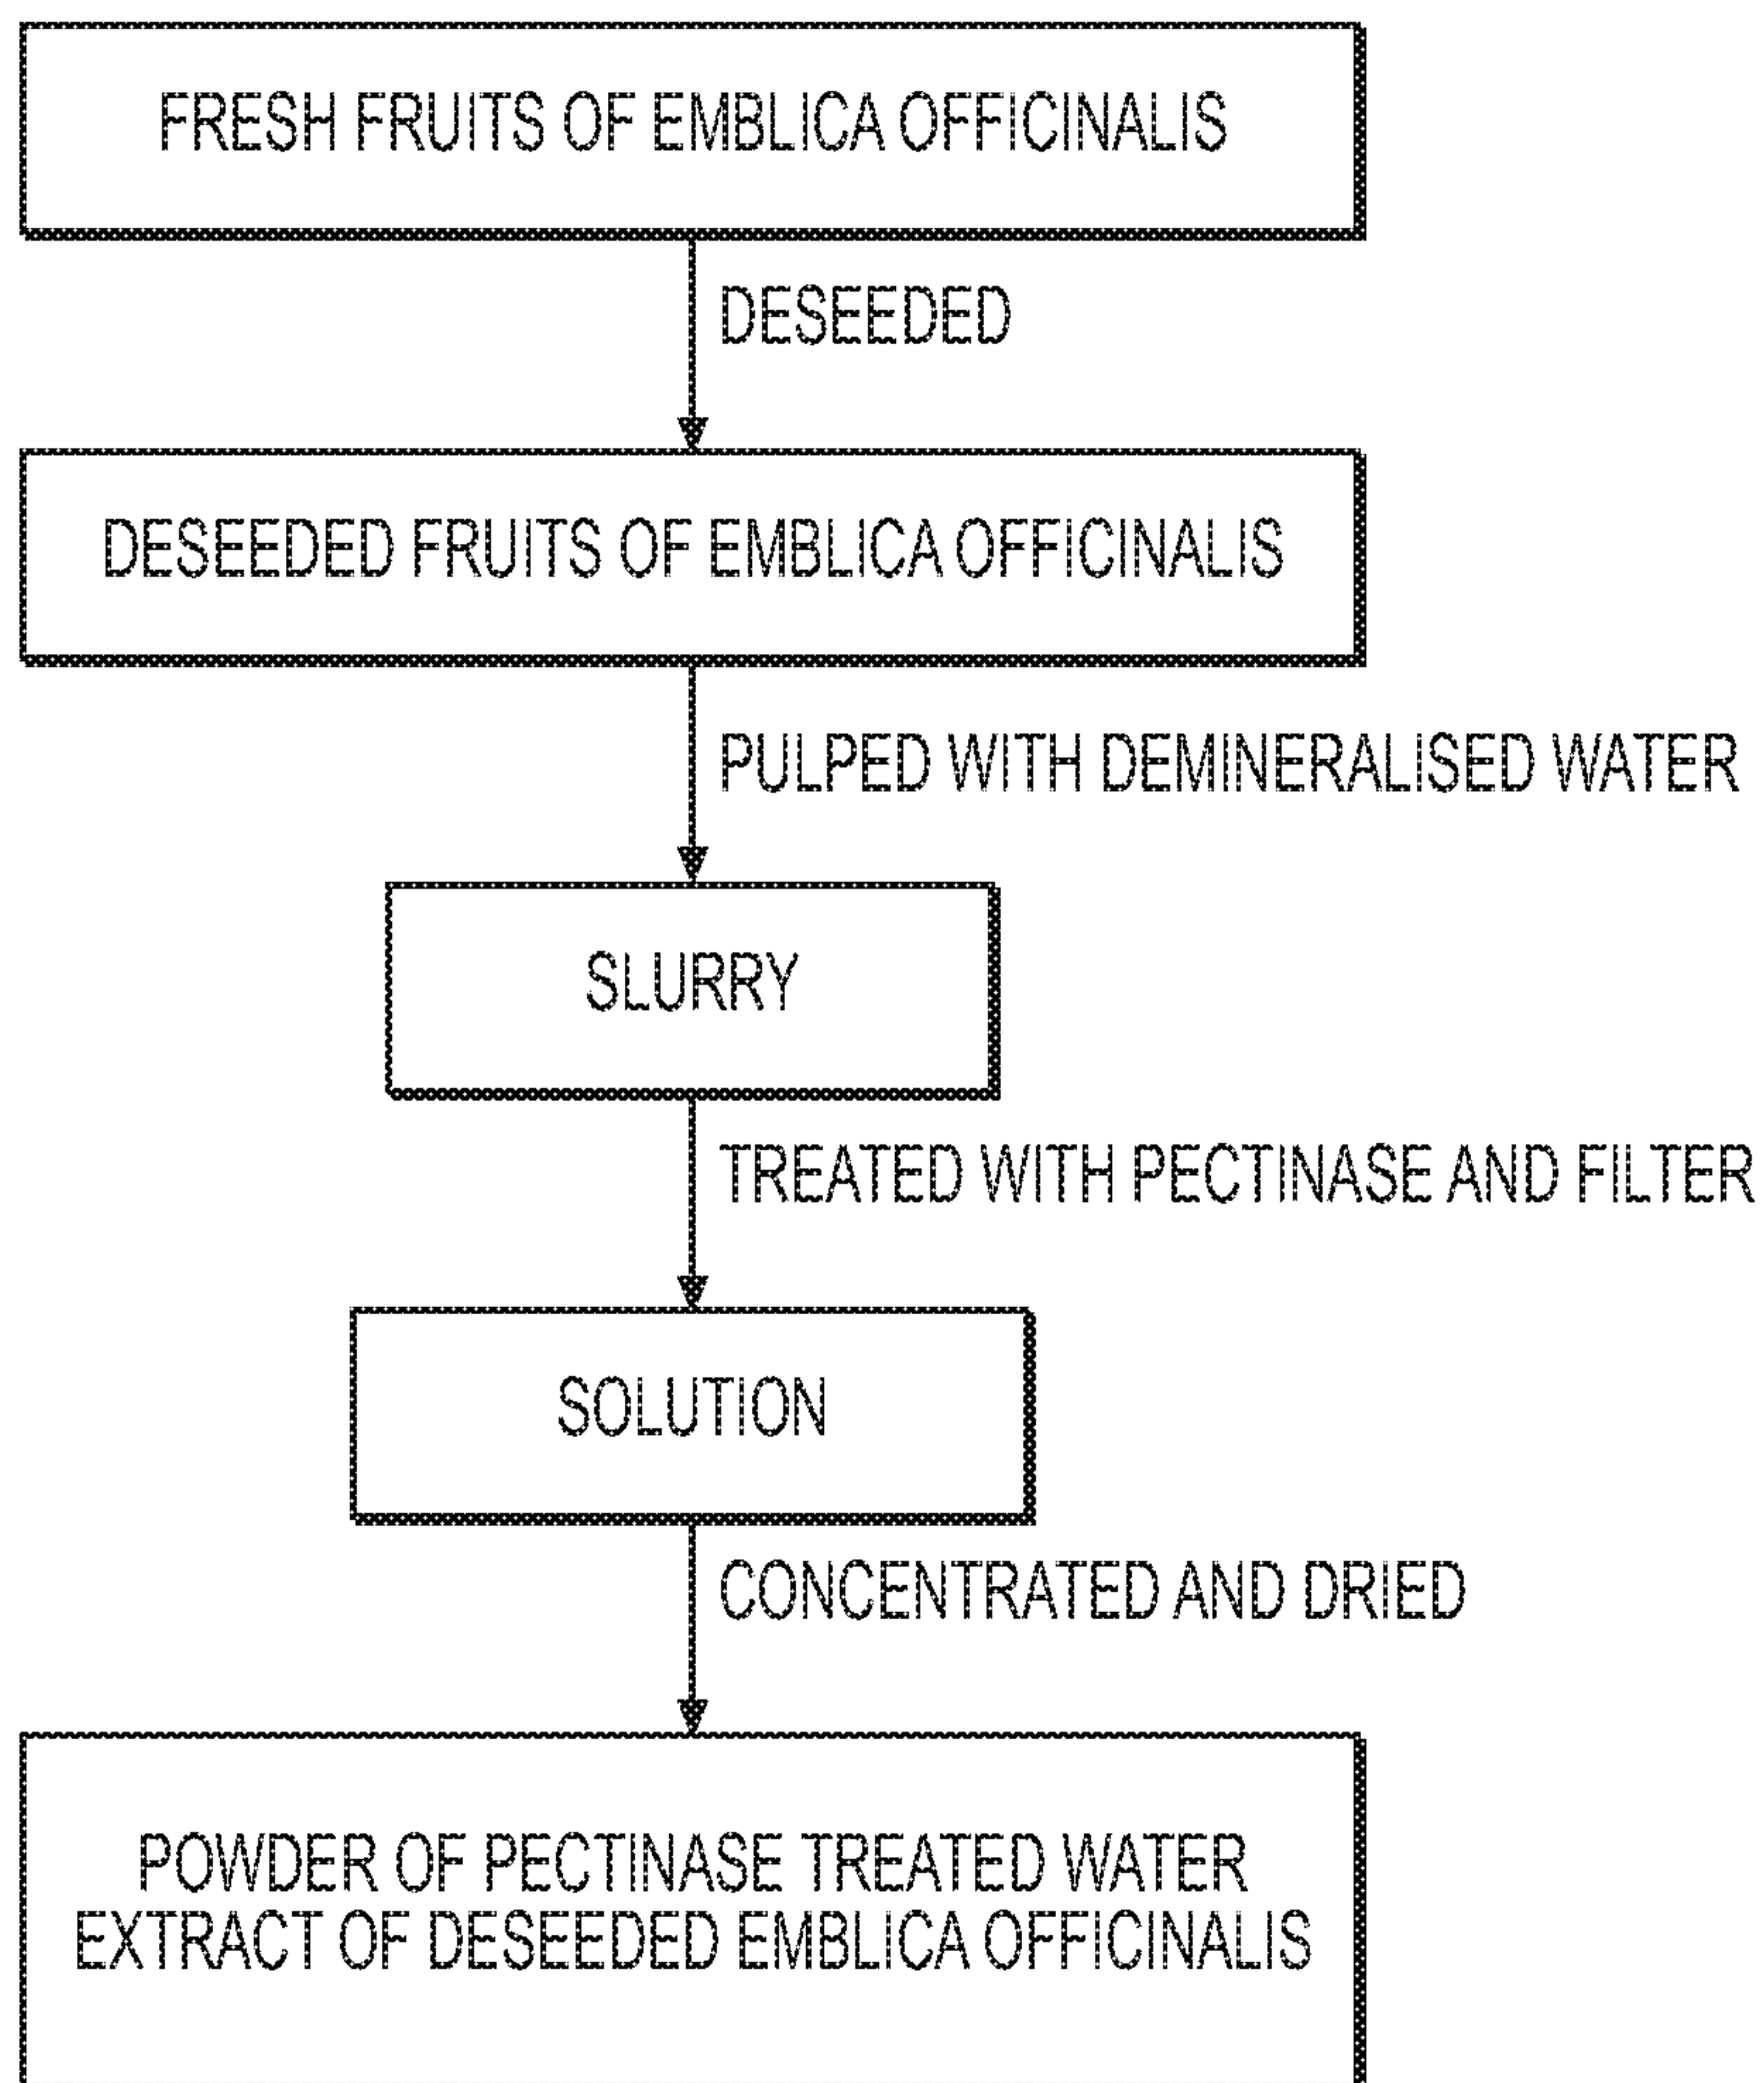 FRESH FRUITS OF EMBLICA OFFICINALIS
DESEEDED
DESEEDED FRUITS OF EMBLICA OFFICINALIS
PULPED WITH DEMINERALISED WATER
SLURRY
TREATED WITH PECTINASE AND FILTER
SOLUTION
CONCENTRATED AND DRIED
POWDER OF PECTINASE TREATED WATER
EXTRACT OF DESEEDED EMBLICA OFFICINALIS